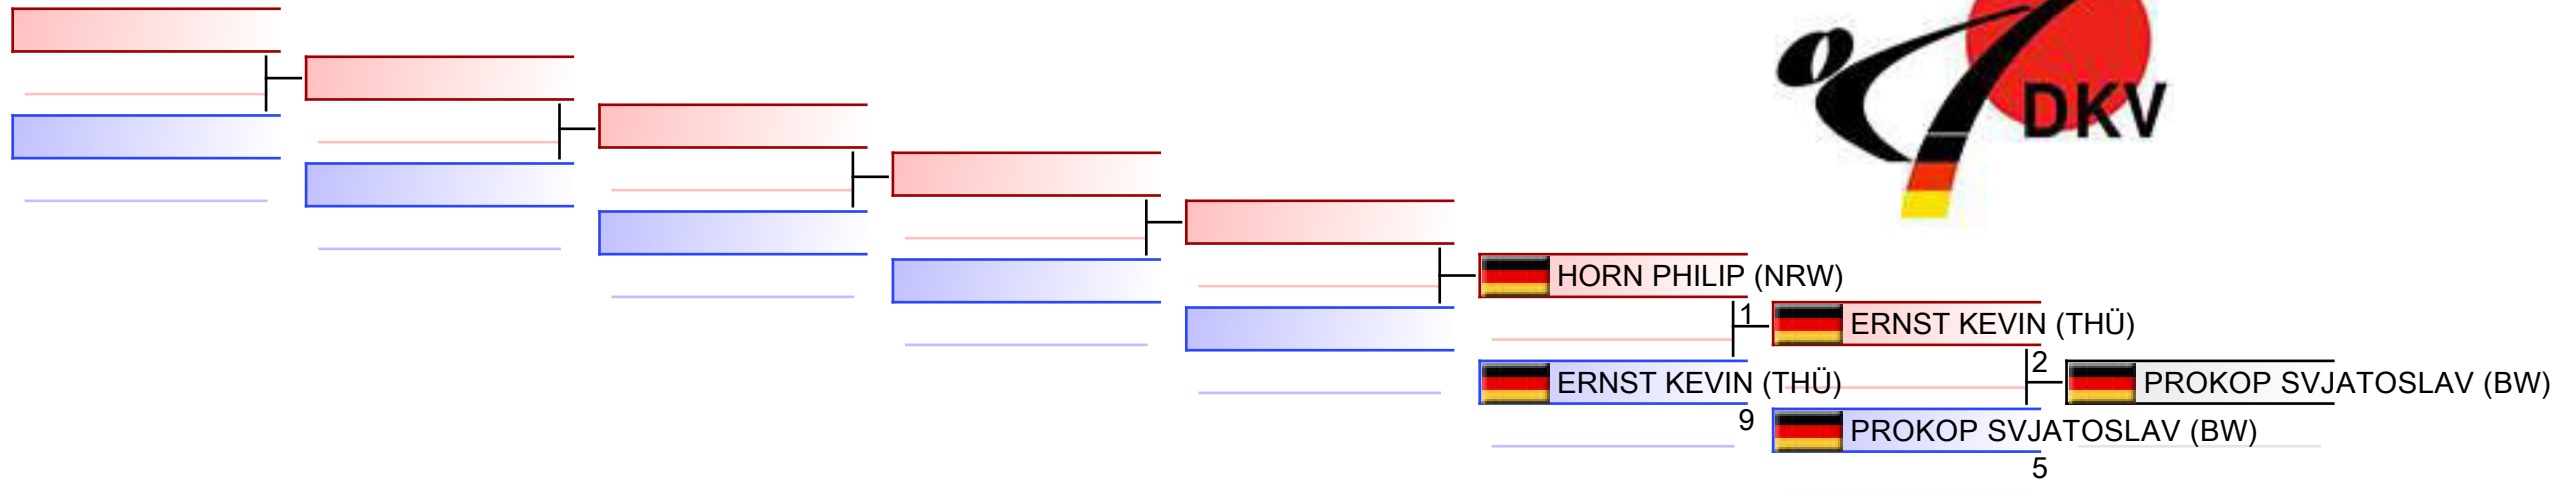 DKV
HORN PHILIP (NRW)
1
ERNST KEVIN (THÜ)
2
ERNST KEVIN (THÜ)
PROKOP SVJATOSLAV (BW)
9
PROKOP SVJATOSLAV (BW)
5